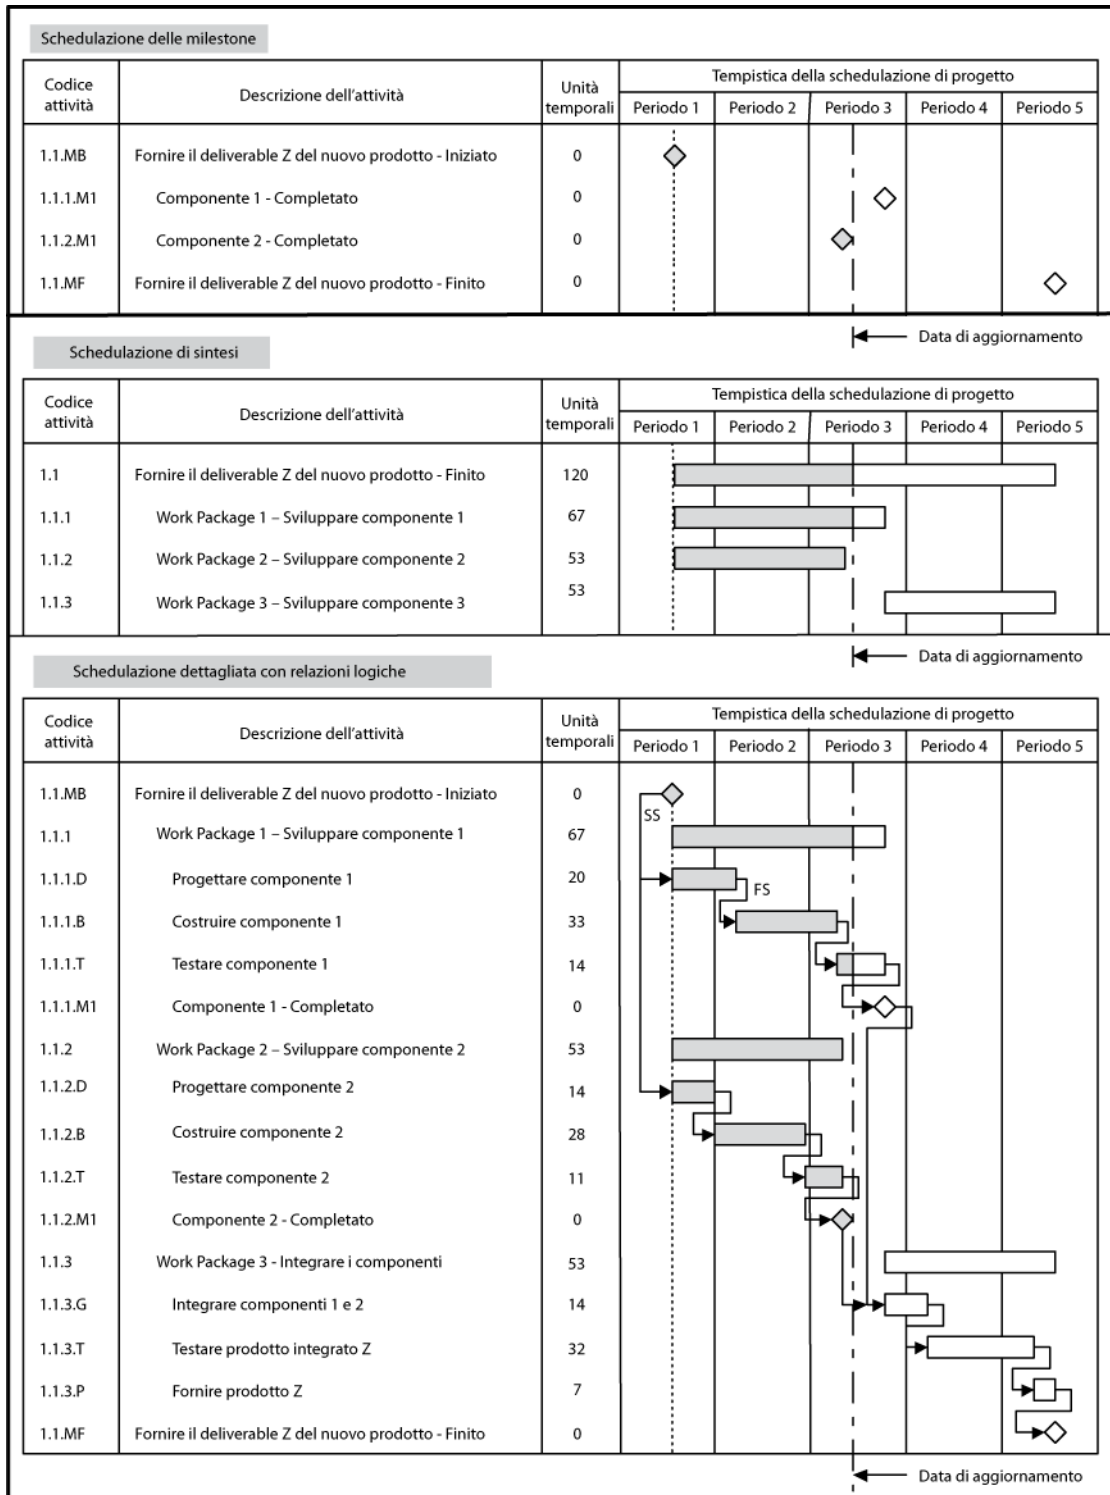 Schedulazione delle milestone
Codice attività Descrizione dell'attività Unità temporali Tempistica della schedulazione di progetto
Periodo 1 Periodo 2 Periodo 3 Periodo 4 Periodo 5
1.1.MB Fornire il deliverable Z del nuovo prodotto - Iniziato 0
1.1.1.M1 Componente 1 - Completato 0
1.1.2.M1 Componente 2 - Completato 0
1.1.MF Fornire il deliverable Z del nuovo prodotto - Finito 0
Data di aggiornamento
Schedulazione di sintesi
Codice attività Descrizione dell'attività Unità temporali Tempistica della schedulazione di progetto
Periodo 1 Periodo 2 Periodo 3 Periodo 4 Periodo 5
1.1 Fornire il deliverable Z del nuovo prodotto - Finito 120
1.1.1 Work Package 1 – Sviluppare componente 1 67
1.1.2 Work Package 2 – Sviluppare componente 2 53
1.1.3 Work Package 3 – Sviluppare componente 3 53
Data di aggiornamento
Schedulazione dettagliata con relazioni logiche
Codice attività Descrizione dell'attività Unità temporali Tempistica della schedulazione di progetto
Periodo 1 Periodo 2 Periodo 3 Periodo 4 Periodo 5
1.1.MB Fornire il deliverable Z del nuovo prodotto - Iniziato 0
SS
1.1.1 Work Package 1 – Sviluppare componente 1 67
1.1.1.D Progettare componente 1 20
FS
1.1.1.B Costruire componente 1 33
1.1.1.T Testare componente 1 14
1.1.1.M1 Componente 1 - Completato 0
1.1.2 Work Package 2 – Sviluppare componente 2 53
1.1.2.D Progettare componente 2 14
1.1.2.B Costruire componente 2 28
1.1.2.T Testare componente 2 11
1.1.2.M1 Componente 2 - Completato 0
1.1.3 Work Package 3 - Integrare i componenti 53
1.1.3.G Integrare componenti 1 e 2 14
1.1.3.T Testare prodotto integrato Z 32
1.1.3.P Fornire prodotto Z 7
1.1.MF Fornire il deliverable Z del nuovo prodotto - Finito 0
Data di aggiornamento